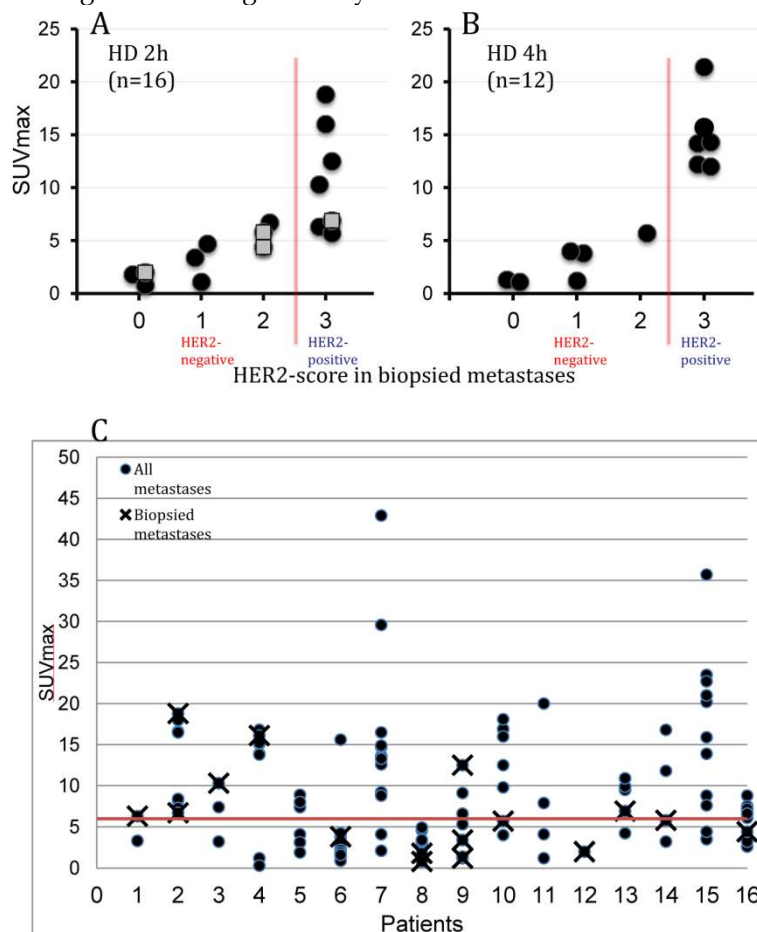 A
HD 2h
(n=16)
SUVmax
25
20
15
10
5
0
0 1 2 3
HER2-
negative
HER2-
positive
B
HD 4h
(n=12)
25
20
15
10
5
0
0 1 2 3
HER2-
negative
HER2-
positive
HER2-score in biopsied metastases
C
All
metastases
Biopsied
metastases
SUVmax
50
45
40
35
30
25
20
15
10
5
0
0 1 2 3 4 5 6 7 8 9 10 11 12 13 14 15 16
Patients